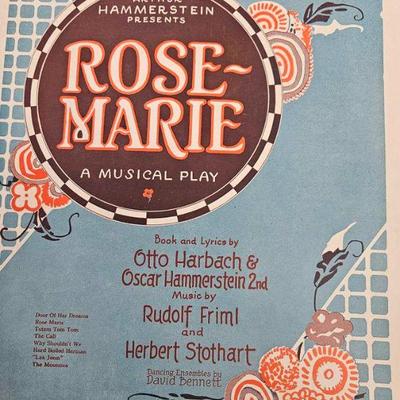 ARTHUR
HAMMERSTEIN
PRESENTS
ROSE-
MARIE
A MUSICAL PLAY
Book and Lyrics by
Otto Harbach &
Oscar Hammerstein 2nd
Music by
Rudolf Friml
and
Herbert Stothart
Dancing Ensembles by
David Bennett
Door Of Her Dreams
Rose Marie
Totem Tom Tom
The Call
Why Shouldn't We
Hard Boiled Herman
"Lak Jeem"
The Mounties